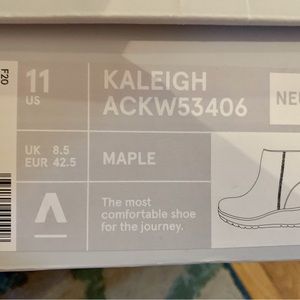 F20
11
US
KALEIGH
ACKW53406
UK 8.5
EUR 42.5
MAPLE
The most
comfortable shoe
for the journey.